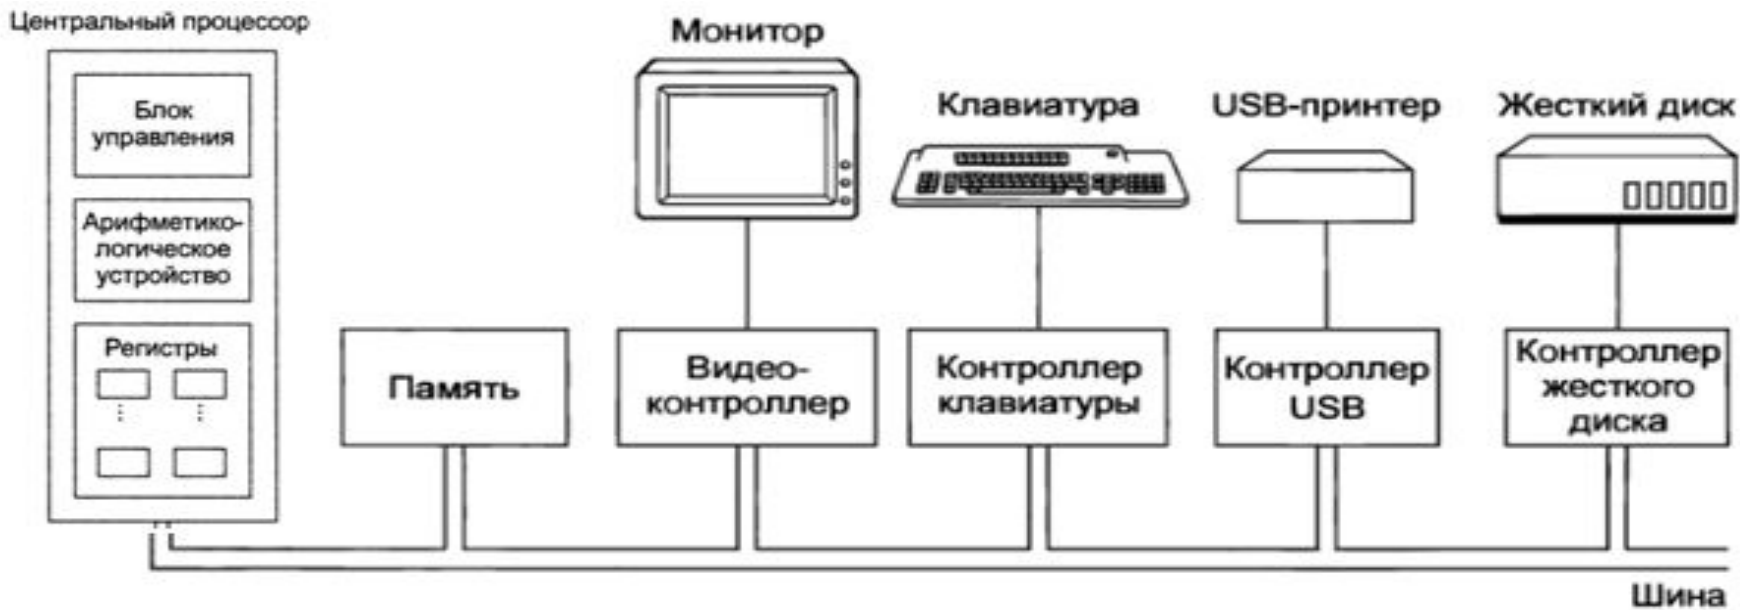 Центральный процессор
Блок
управления
Арифметико-
логическое
устройство
Регистры
Память
Монитор
Видео-
контроллер
Клавиатура
Контроллер
клавиатуры
USB-принтер
Контроллер
USB
Жесткий диск
Контроллер
жесткого
диска
Шина